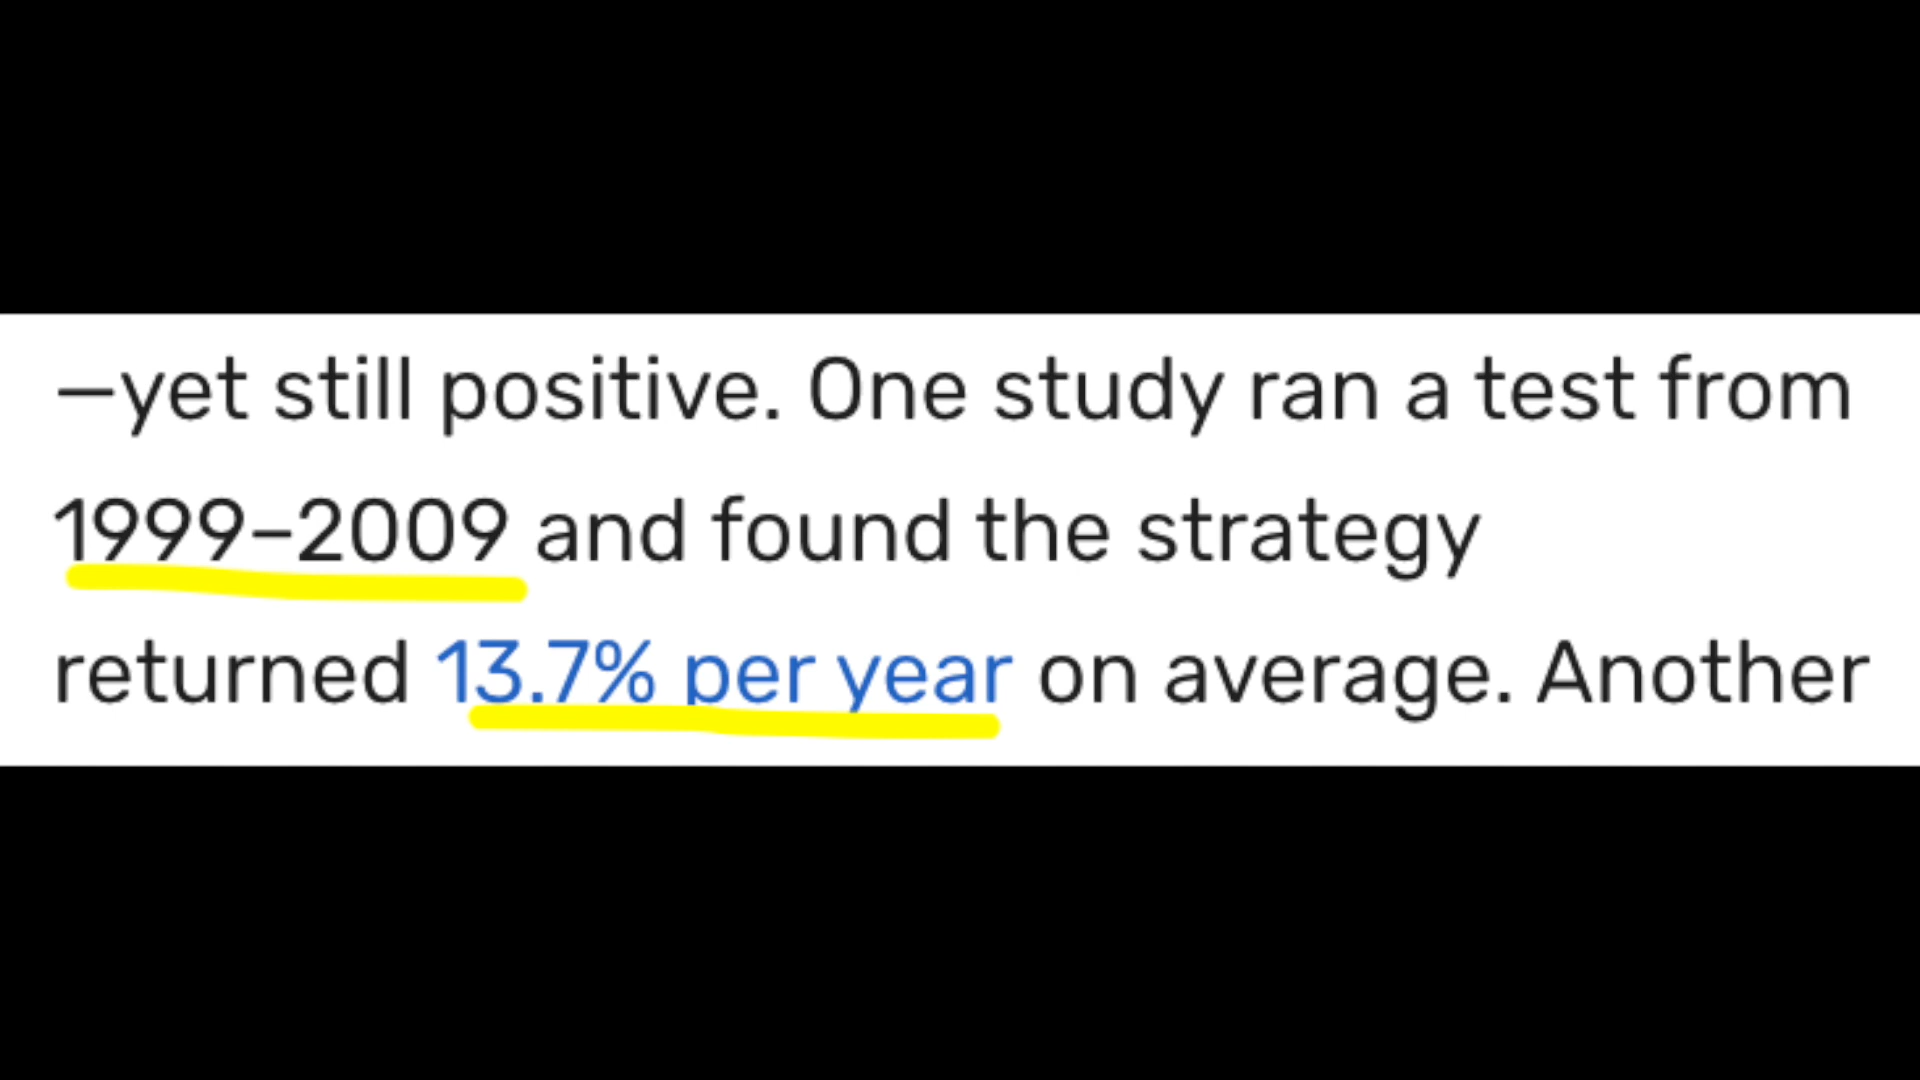 —yet still positive. One study ran a test from
1999–2009 and found the strategy
returned 13.7% per year on average. Another